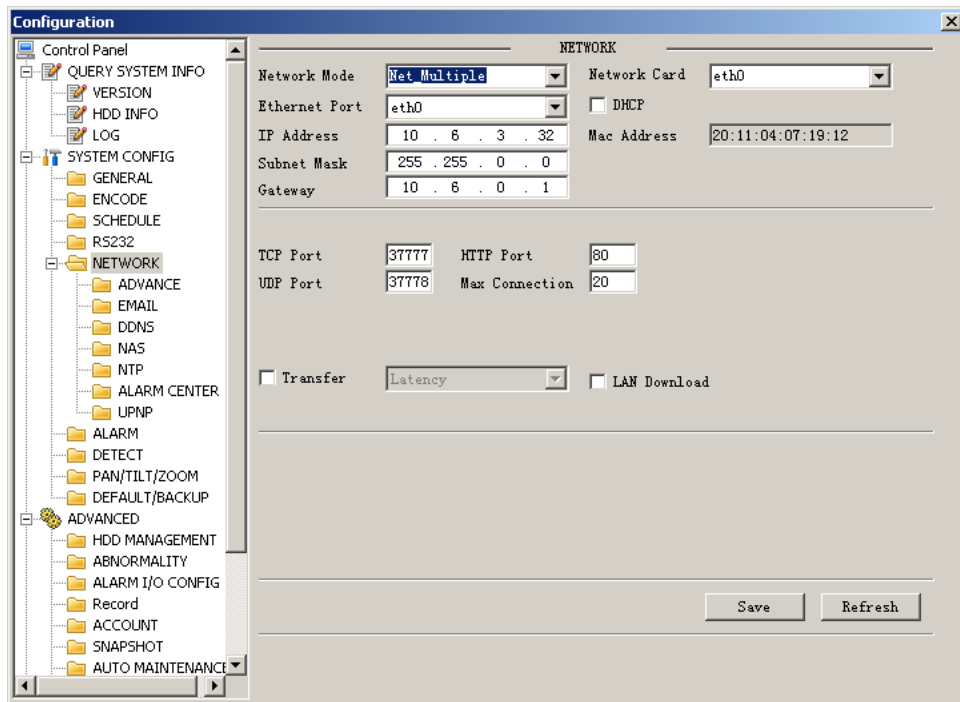 Configuration
Control Panel
QUERY SYSTEM INFO
VERSION
HDD INFO
LOG
SYSTEM CONFIG
GENERAL
ENCODE
SCHEDULE
RS232
NETWORK
ADVANCE
EMAIL
DDNS
NAS
NTP
ALARM CENTER
UPNP
ALARM
DETECT
PAN/TILT/ZOOM
DEFAULT/BACKUP
ADVANCED
HDD MANAGEMENT
ABNORMALITY
ALARM I/O CONFIG
Record
ACCOUNT
SNAPSHOT
AUTO MAINTENANCE
NETWORK
Network Mode Net_Multiple Network Card eth0
Ethernet Port eth0 DHCP
IP Address 10 . 6 . 3 . 32 Mac Address 20:11:04:07:19:12
Subnet Mask 255 . 255 . 0 . 0
Gateway 10 . 6 . 0 . 1
TCP Port 37777 HTTP Port 80
UDP Port 37778 Max Connection 20
Transfer Latency LAN Download
Save Refresh